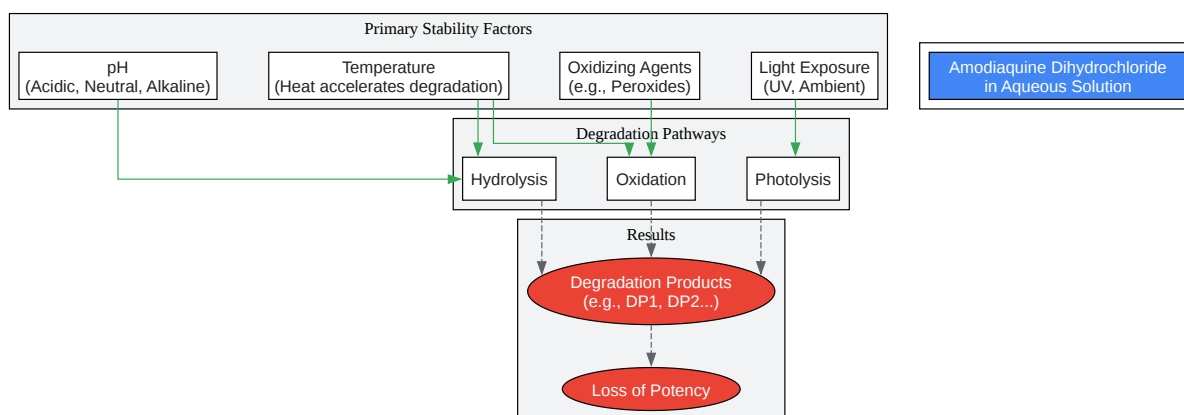 Primary Stability Factors
pH
(Acidic, Neutral, Alkaline)
Temperature
(Heat accelerates degradation)
Oxidizing Agents
(e.g., Peroxides)
Light Exposure
(UV, Ambient)
Amodiaquine Dihydrochloride
in Aqueous Solution
Degradation Pathways
Hydrolysis
Oxidation
Photolysis
Results
Degradation Products
(e.g., DP1, DP2...)
Loss of Potency